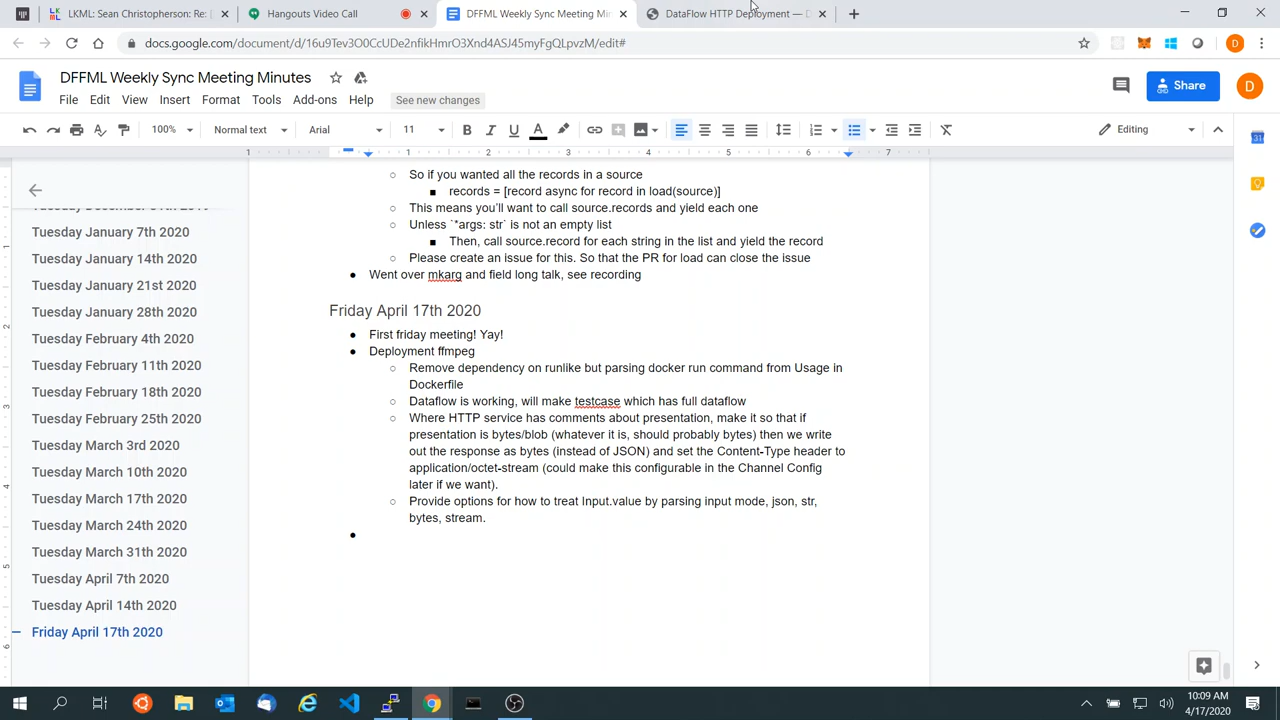 LKML: Sean Christopherson Re:
Hangouts Video Call
DFFML Weekly Sync Meeting Min
DataFlow HTTP Deployment — D
docs.google.com/document/d/16u9Tev3O0CcUDe2nfikHmrO3Xnd4ASJ45myFgQLpvzM/edit#
D
DFFML Weekly Sync Meeting Minutes
File Edit View Insert Format Tools Add-ons Help See new changes
Share
D
100% Normal text Arial 11 Editing
1 1 2 3 4 5 6 7
Tuesday January 7th 2020
Tuesday January 14th 2020
Tuesday January 21st 2020
Tuesday January 28th 2020
Tuesday February 4th 2020
Tuesday February 11th 2020
Tuesday February 18th 2020
Tuesday February 25th 2020
Tuesday March 3rd 2020
Tuesday March 10th 2020
Tuesday March 17th 2020
Tuesday March 24th 2020
Tuesday March 31th 2020
Tuesday April 7th 2020
Tuesday April 14th 2020
Friday April 17th 2020
So if you wanted all the records in a source
records = [record async for record in load(source)]
This means you'll want to call source.records and yield each one
Unless `*args: str` is not an empty list
Then, call source.record for each string in the list and yield the record
Please create an issue for this. So that the PR for load can close the issue
Went over mkarg and field long talk, see recording
Friday April 17th 2020
First friday meeting! Yay!
Deployment ffmpeg
Remove dependency on runlike but parsing docker run command from Usage in
Dockerfile
Dataflow is working, will make testcase which has full dataflow
Where HTTP service has comments about presentation, make it so that if
presentation is bytes/blob (whatever it is, should probably bytes) then we write
out the response as bytes (instead of JSON) and set the Content-Type header to
application/octet-stream (could make this configurable in the Channel Config
later if we want).
Provide options for how to treat Input.value by parsing input mode, json, str,
bytes, stream.
10:09 AM
4/17/2020